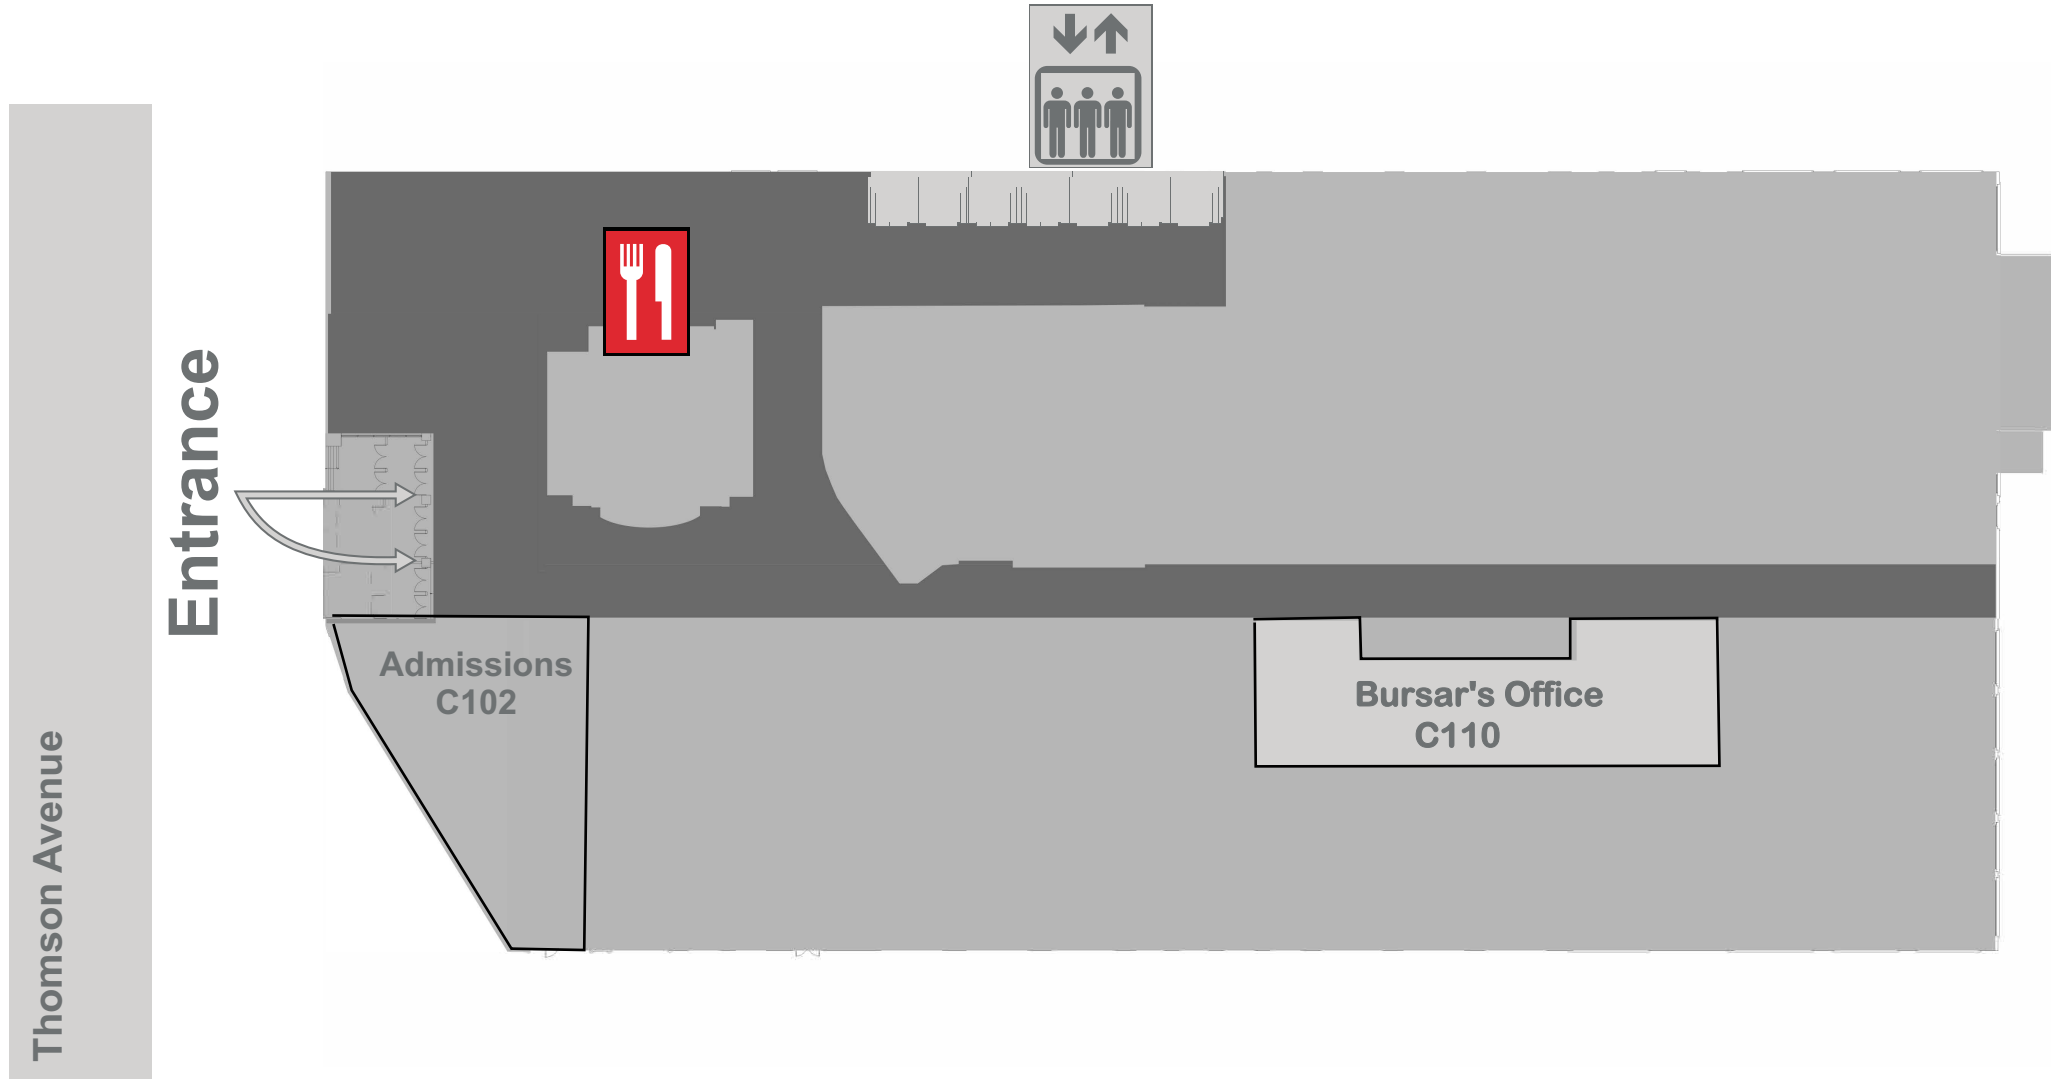 Entrance
Thomson Avenue
Admissions
C102
Bursar's Office
C110